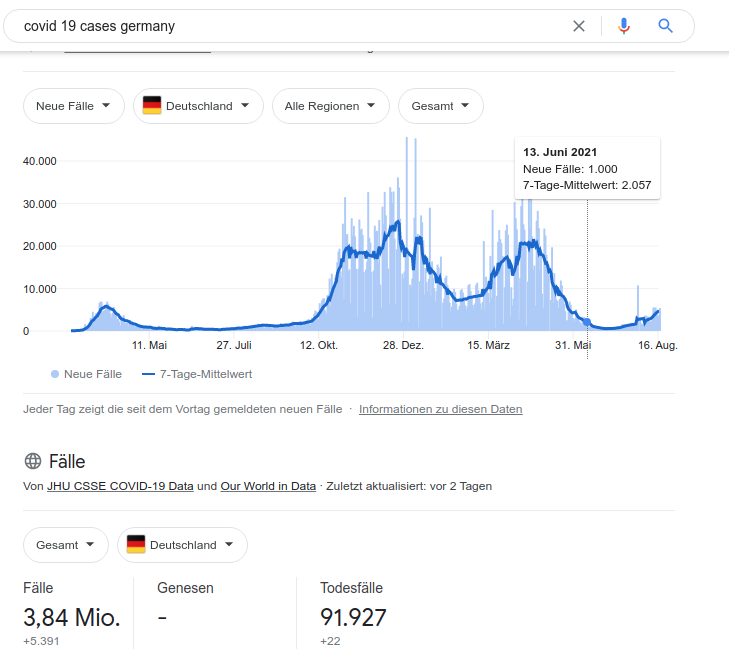 covid 19 cases germany
Neue Fälle
Deutschland
Alle Regionen
Gesamt
13. Juni 2021
Neue Fälle: 1.000
7-Tage-Mittelwert: 2.057
40.000
30.000
20.000
10.000
0
11. Mai
27. Juli
12. Okt.
28. Dez.
15. März
31. Mai
16. Aug.
Neue Fälle
7-Tage-Mittelwert
Jeder Tag zeigt die seit dem Vortag gemeldeten neuen Fälle · Informationen zu diesen Daten
Fälle
Von JHU CSSE COVID-19 Data und Our World in Data · Zuletzt aktualisiert: vor 2 Tagen
Gesamt
Deutschland
Fälle
Genesen
Todesfälle
3,84 Mio.
-
91.927
+5.391
+22